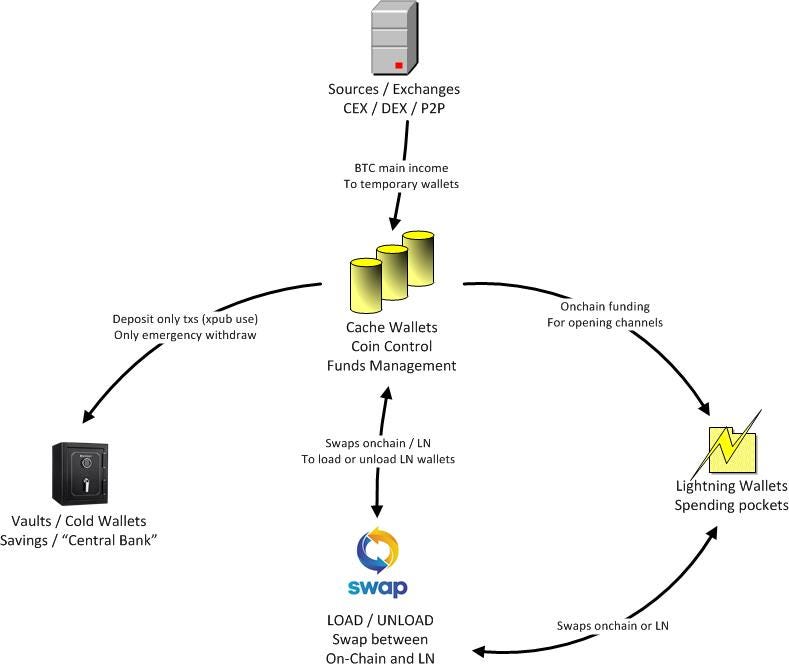 Sources / Exchanges
CEX / DEX / P2P
BTC main income
To temporary wallets
Cache Wallets
Coin Control
Funds Management
Deposit only txs (xpub use)
Only emergency withdraw
Onchain funding
For opening channels
Swaps onchain / LN
To load or unload LN wallets
Vaults / Cold Wallets
Savings / “Central Bank”
Lightning Wallets
Spending pockets
swap
LOAD / UNLOAD
Swap between
On-Chain and LN
Swaps onchain or LN